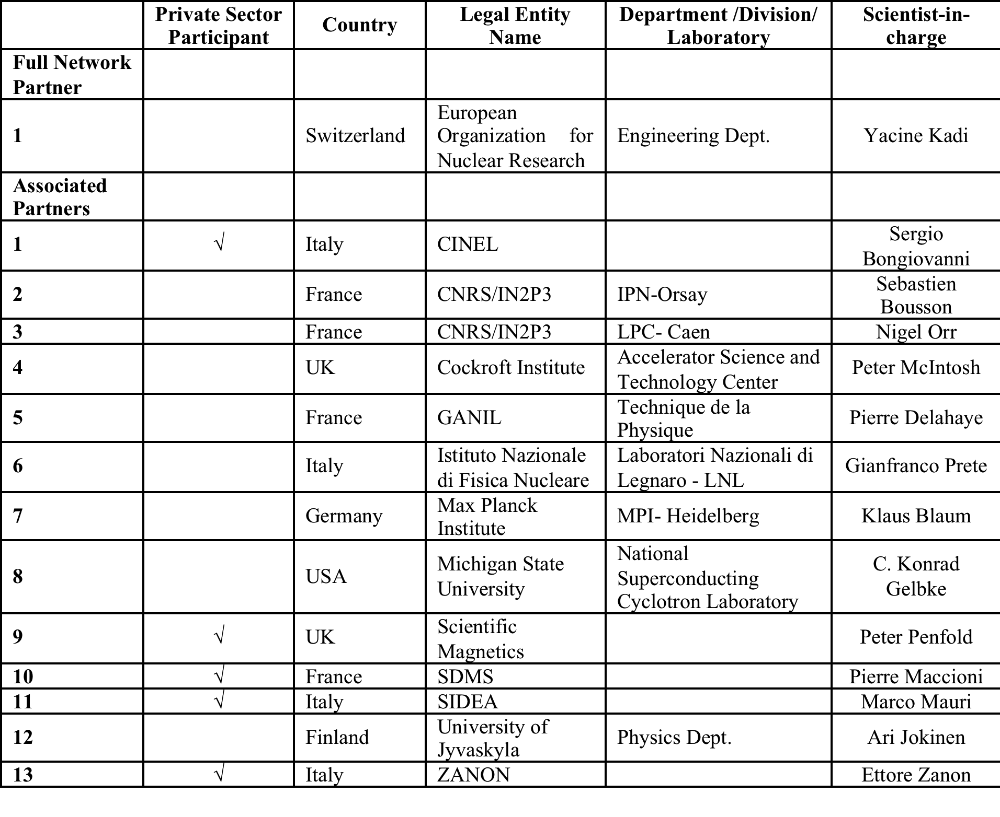 Private Sector Participant | Country | Legal Entity Name | Department /Division/ Laboratory | Scientist-in-charge
Full Network Partner
1 | Switzerland | European Organization for Nuclear Research | Engineering Dept. | Yacine Kadi
Associated Partners
1 | √ | Italy | CINEL | Sergio Bongiovanni
2 | France | CNRS/IN2P3 | IPN-Orsay | Sebastien Bousson
3 | France | CNRS/IN2P3 | LPC- Caen | Nigel Orr
4 | UK | Cockroft Institute | Accelerator Science and Technology Center | Peter McIntosh
5 | France | GANIL | Technique de la Physique | Pierre Delahaye
6 | Italy | Istituto Nazionale di Fisica Nucleare | Laboratori Nazionali di Legnaro - LNL | Gianfranco Prete
7 | Germany | Max Planck Institute | MPI- Heidelberg | Klaus Blaum
8 | USA | Michigan State University | National Superconducting Cyclotron Laboratory | C. Konrad Gelbke
9 | √ | UK | Scientific Magnetics | Peter Penfold
10 | √ | France | SDMS | Pierre Maccioni
11 | √ | Italy | SIDEA | Marco Mauri
12 | Finland | University of Jyvaskyla | Physics Dept. | Ari Jokinen
13 | √ | Italy | ZANON | Ettore Zanon